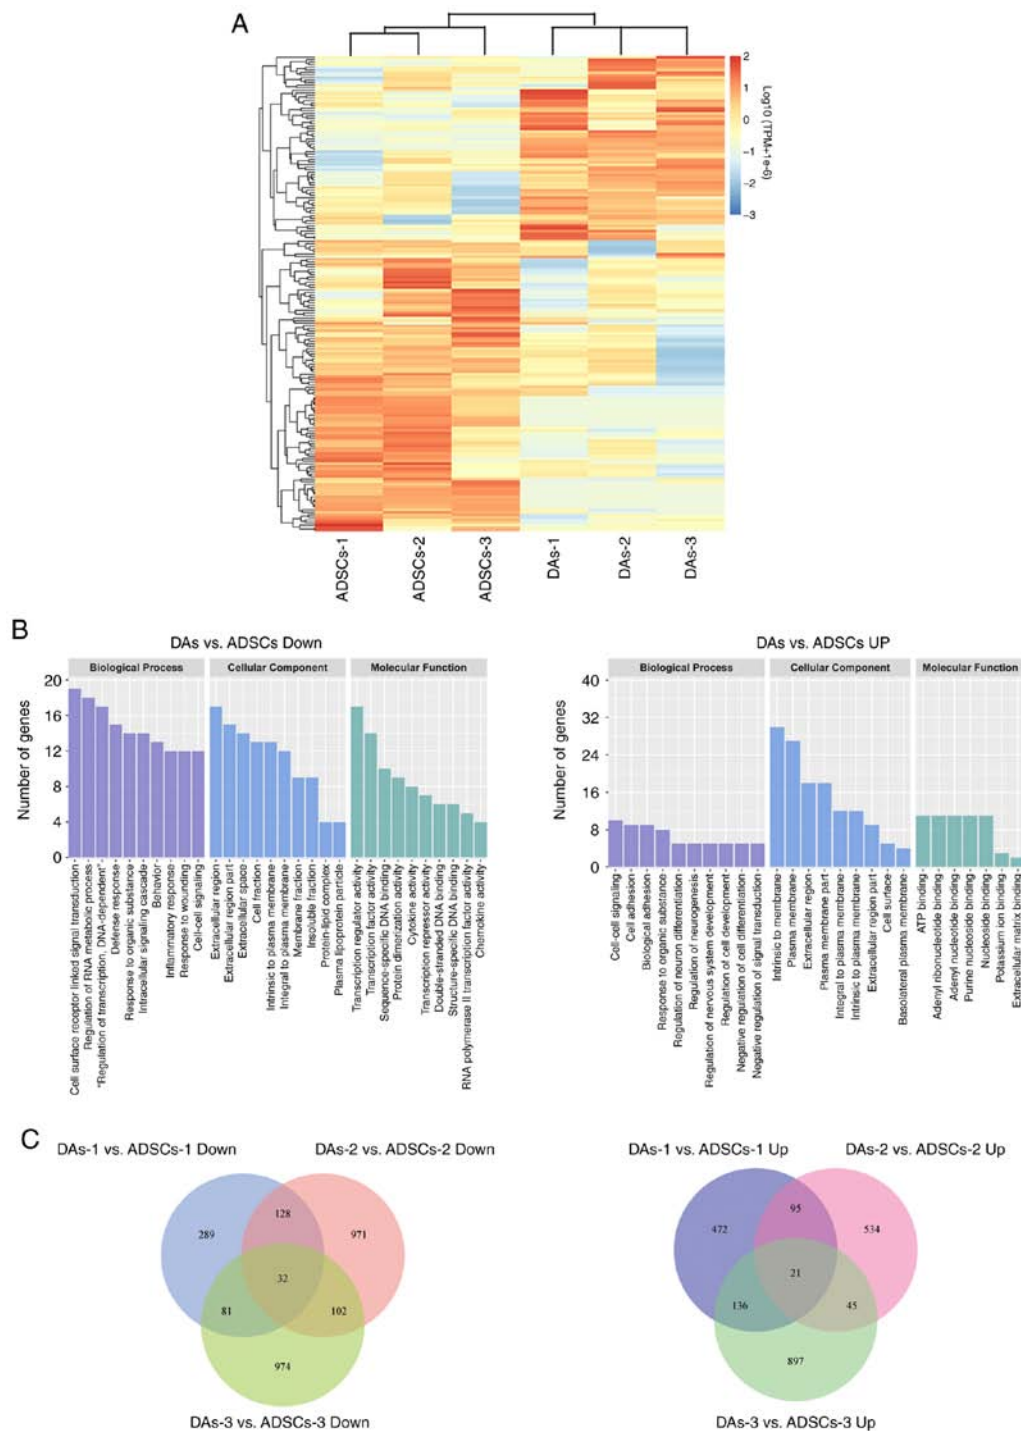 A
2
1
0
−1
−2
−3
Log10 (TPM+1e-6)
ADSCs-1
ADSCs-2
ADSCs-3
DAs-1
DAs-2
DAs-3
B
DAs vs. ADSCs Down
Biological Process
Cellular Component
Molecular Function
Number of genes
20
16
12
8
4
0
Cell surface receptor linked signal transduction
Regulation of RNA metabolic process
"Regulation of transcription, DNA-dependent"
Defense response
Response to organic substance
Intracellular signaling cascade
Behavior
Inflammatory response
Response to wounding
Cell-cell signaling
Extracellular region
Extracellular region part
Extracellular space
Cell fraction
Intrinsic to plasma membrane
Integral to plasma membrane
Membrane fraction
Insoluble fraction
Protein-lipid complex
Plasma lipoprotein particle
Transcription regulator activity
Transcription factor activity
Sequence-specific DNA binding
Protein dimerization activity
Cytokine activity
Transcription repressor activity
Double-stranded DNA binding
Structure-specific DNA binding
RNA polymerase II transcription factor activity
Chemokine activity
DAs vs. ADSCs UP
Biological Process
Cellular Component
Molecular Function
Number of genes
40
32
24
16
8
0
Cell-cell signaling
Cell adhesion
Biological adhesion
Response to organic substance
Regulation of neuron differentiation
Regulation of neurogenesis
Regulation of nervous system development
Regulation of cell development
Negative regulation of cell differentiation
Negative regulation of signal transduction
Intrinsic to membrane
Plasma membrane
Extracellular region
Plasma membrane part
Integral to plasma membrane
Intrinsic to plasma membrane
Extracellular region part
Cell surface
Basolateral plasma membrane
ATP binding
Adenyl ribonucleotide binding
Adenyl nucleotide binding
Purine nucleoside binding
Nucleoside binding
Potassium ion binding
Extracellular matrix binding
C
DAs-1 vs. ADSCs-1 Down
DAs-2 vs. ADSCs-2 Down
289
128
971
32
81
102
974
DAs-3 vs. ADSCs-3 Down
DAs-1 vs. ADSCs-1 Up
DAs-2 vs. ADSCs-2 Up
472
95
534
21
136
45
897
DAs-3 vs. ADSCs-3 Up